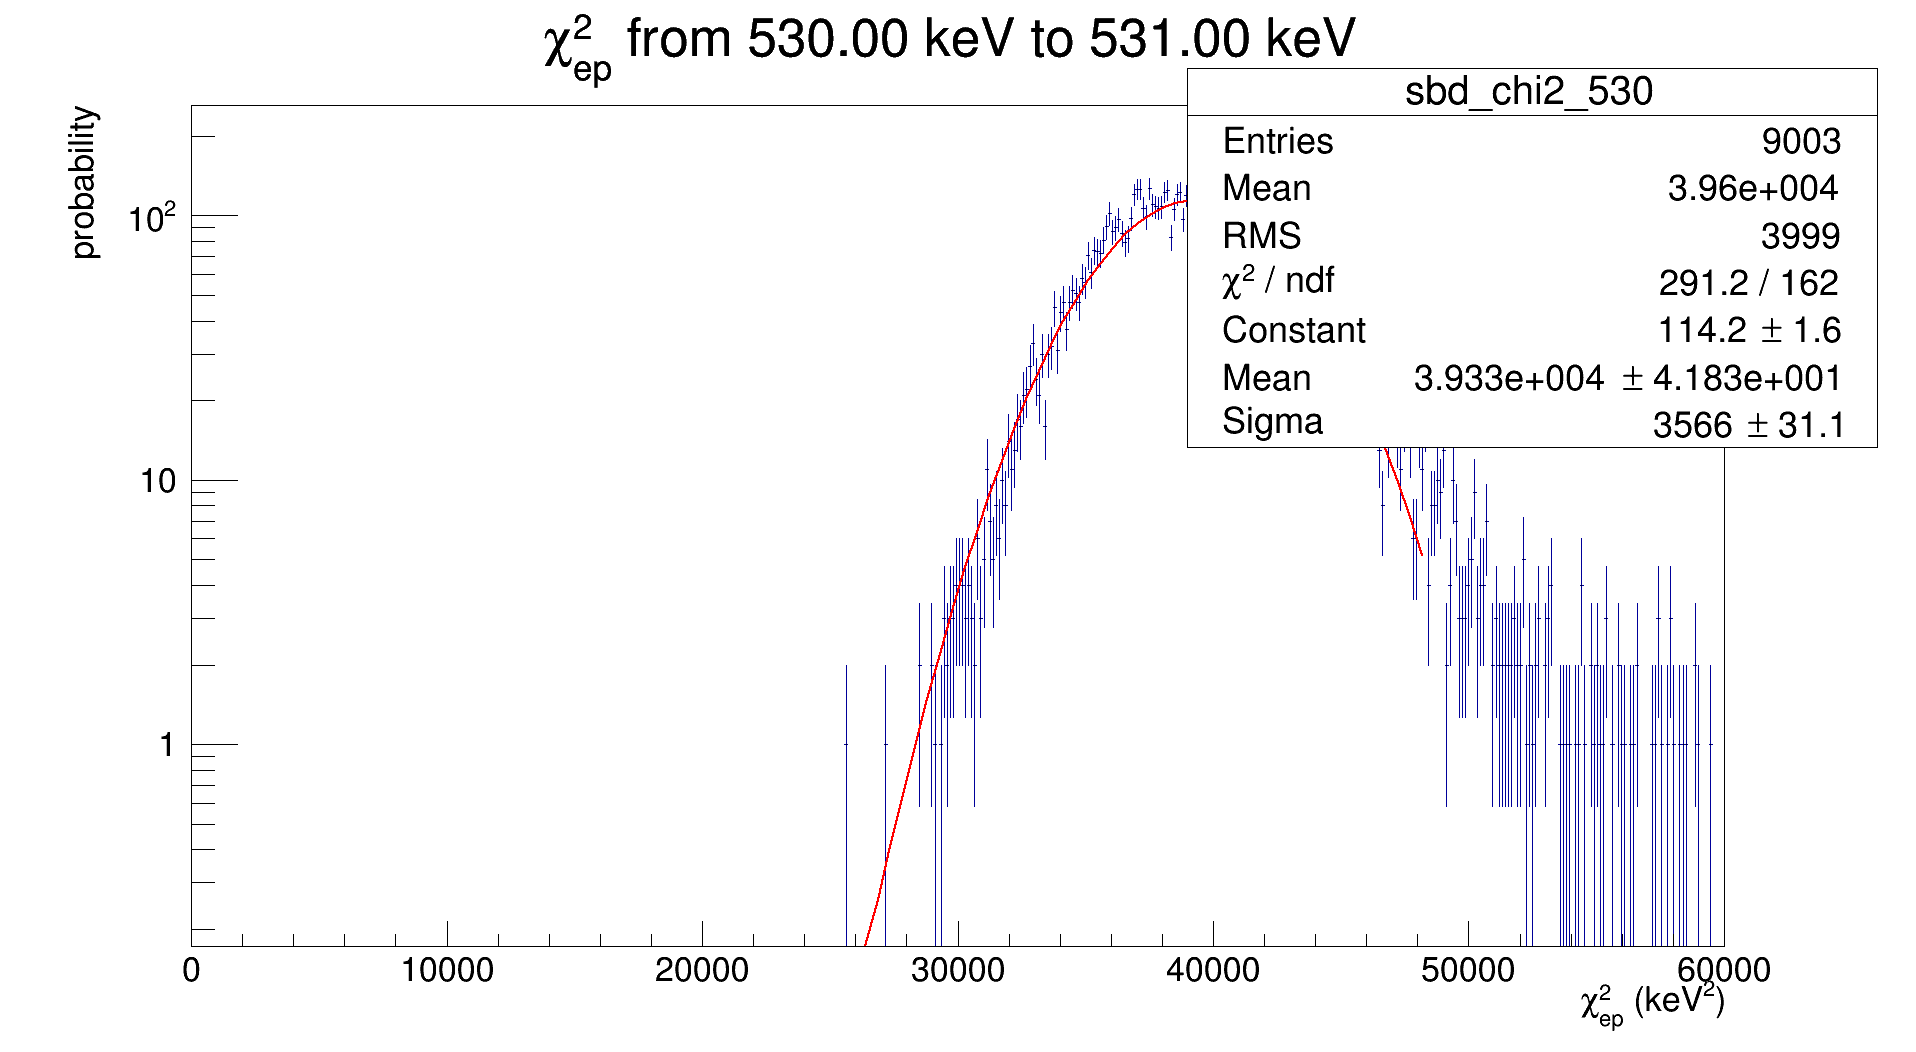 χ²ep from 530.00 keV to 531.00 keV
probability
sbd_chi2_530
Entries 9003
Mean 3.96e+004
RMS 3999
χ² / ndf 291.2 / 162
Constant 114.2 ± 1.6
Mean 3.933e+004 ± 4.183e+001
Sigma 3566 ± 31.1
10²
10
1
0 10000 20000 30000 40000 50000 60000
χ²ep (keV²)